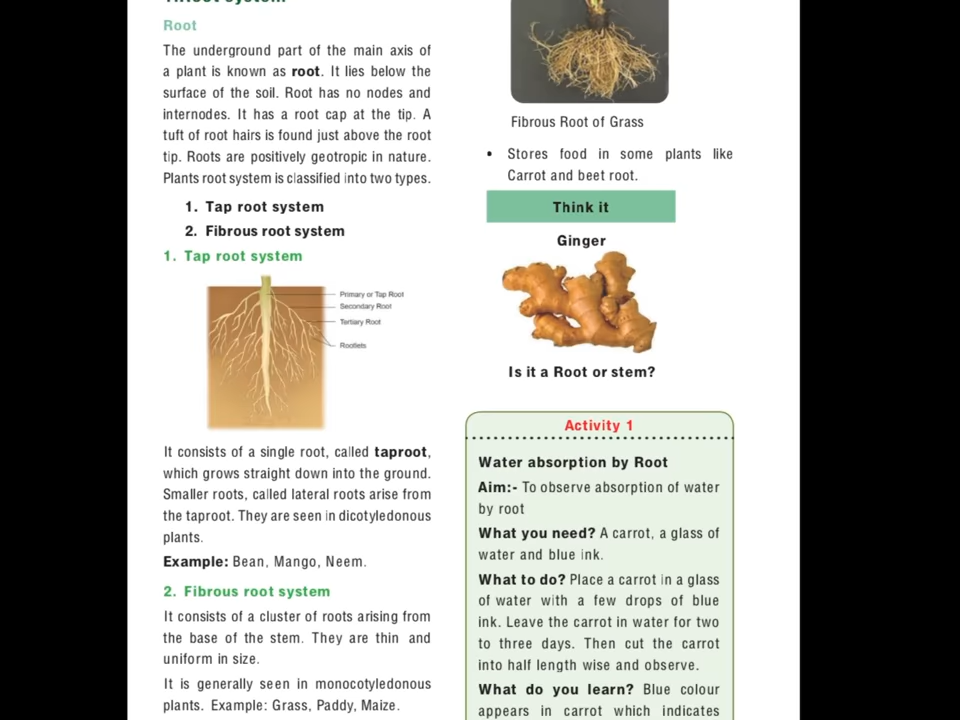 Root
The underground part of the main axis of
a plant is known as root. It lies below the
surface of the soil. Root has no nodes and
internodes. It has a root cap at the tip. A
tuft of root hairs is found just above the root
tip. Roots are positively geotropic in nature.
Plants root system is classified into two types.
1. Tap root system
2. Fibrous root system
1. Tap root system
Primary or Tap Root
Secondary Root
Tertiary Root
Rootlets
It consists of a single root, called taproot,
which grows straight down into the ground.
Smaller roots, called lateral roots arise from
the taproot. They are seen in dicotyledonous
plants.
Example: Bean, Mango, Neem.
2. Fibrous root system
It consists of a cluster of roots arising from
the base of the stem. They are thin and
uniform in size.
It is generally seen in monocotyledonous
plants. Example: Grass, Paddy, Maize.
Fibrous Root of Grass
• Stores food in some plants like
Carrot and beet root.
Think it
Ginger
Is it a Root or stem?
Activity 1
Water absorption by Root
Aim:- To observe absorption of water
by root
What you need? A carrot, a glass of
water and blue ink.
What to do? Place a carrot in a glass
of water with a few drops of blue
ink. Leave the carrot in water for two
to three days. Then cut the carrot
into half length wise and observe.
What do you learn? Blue colour
appears in carrot which indicates